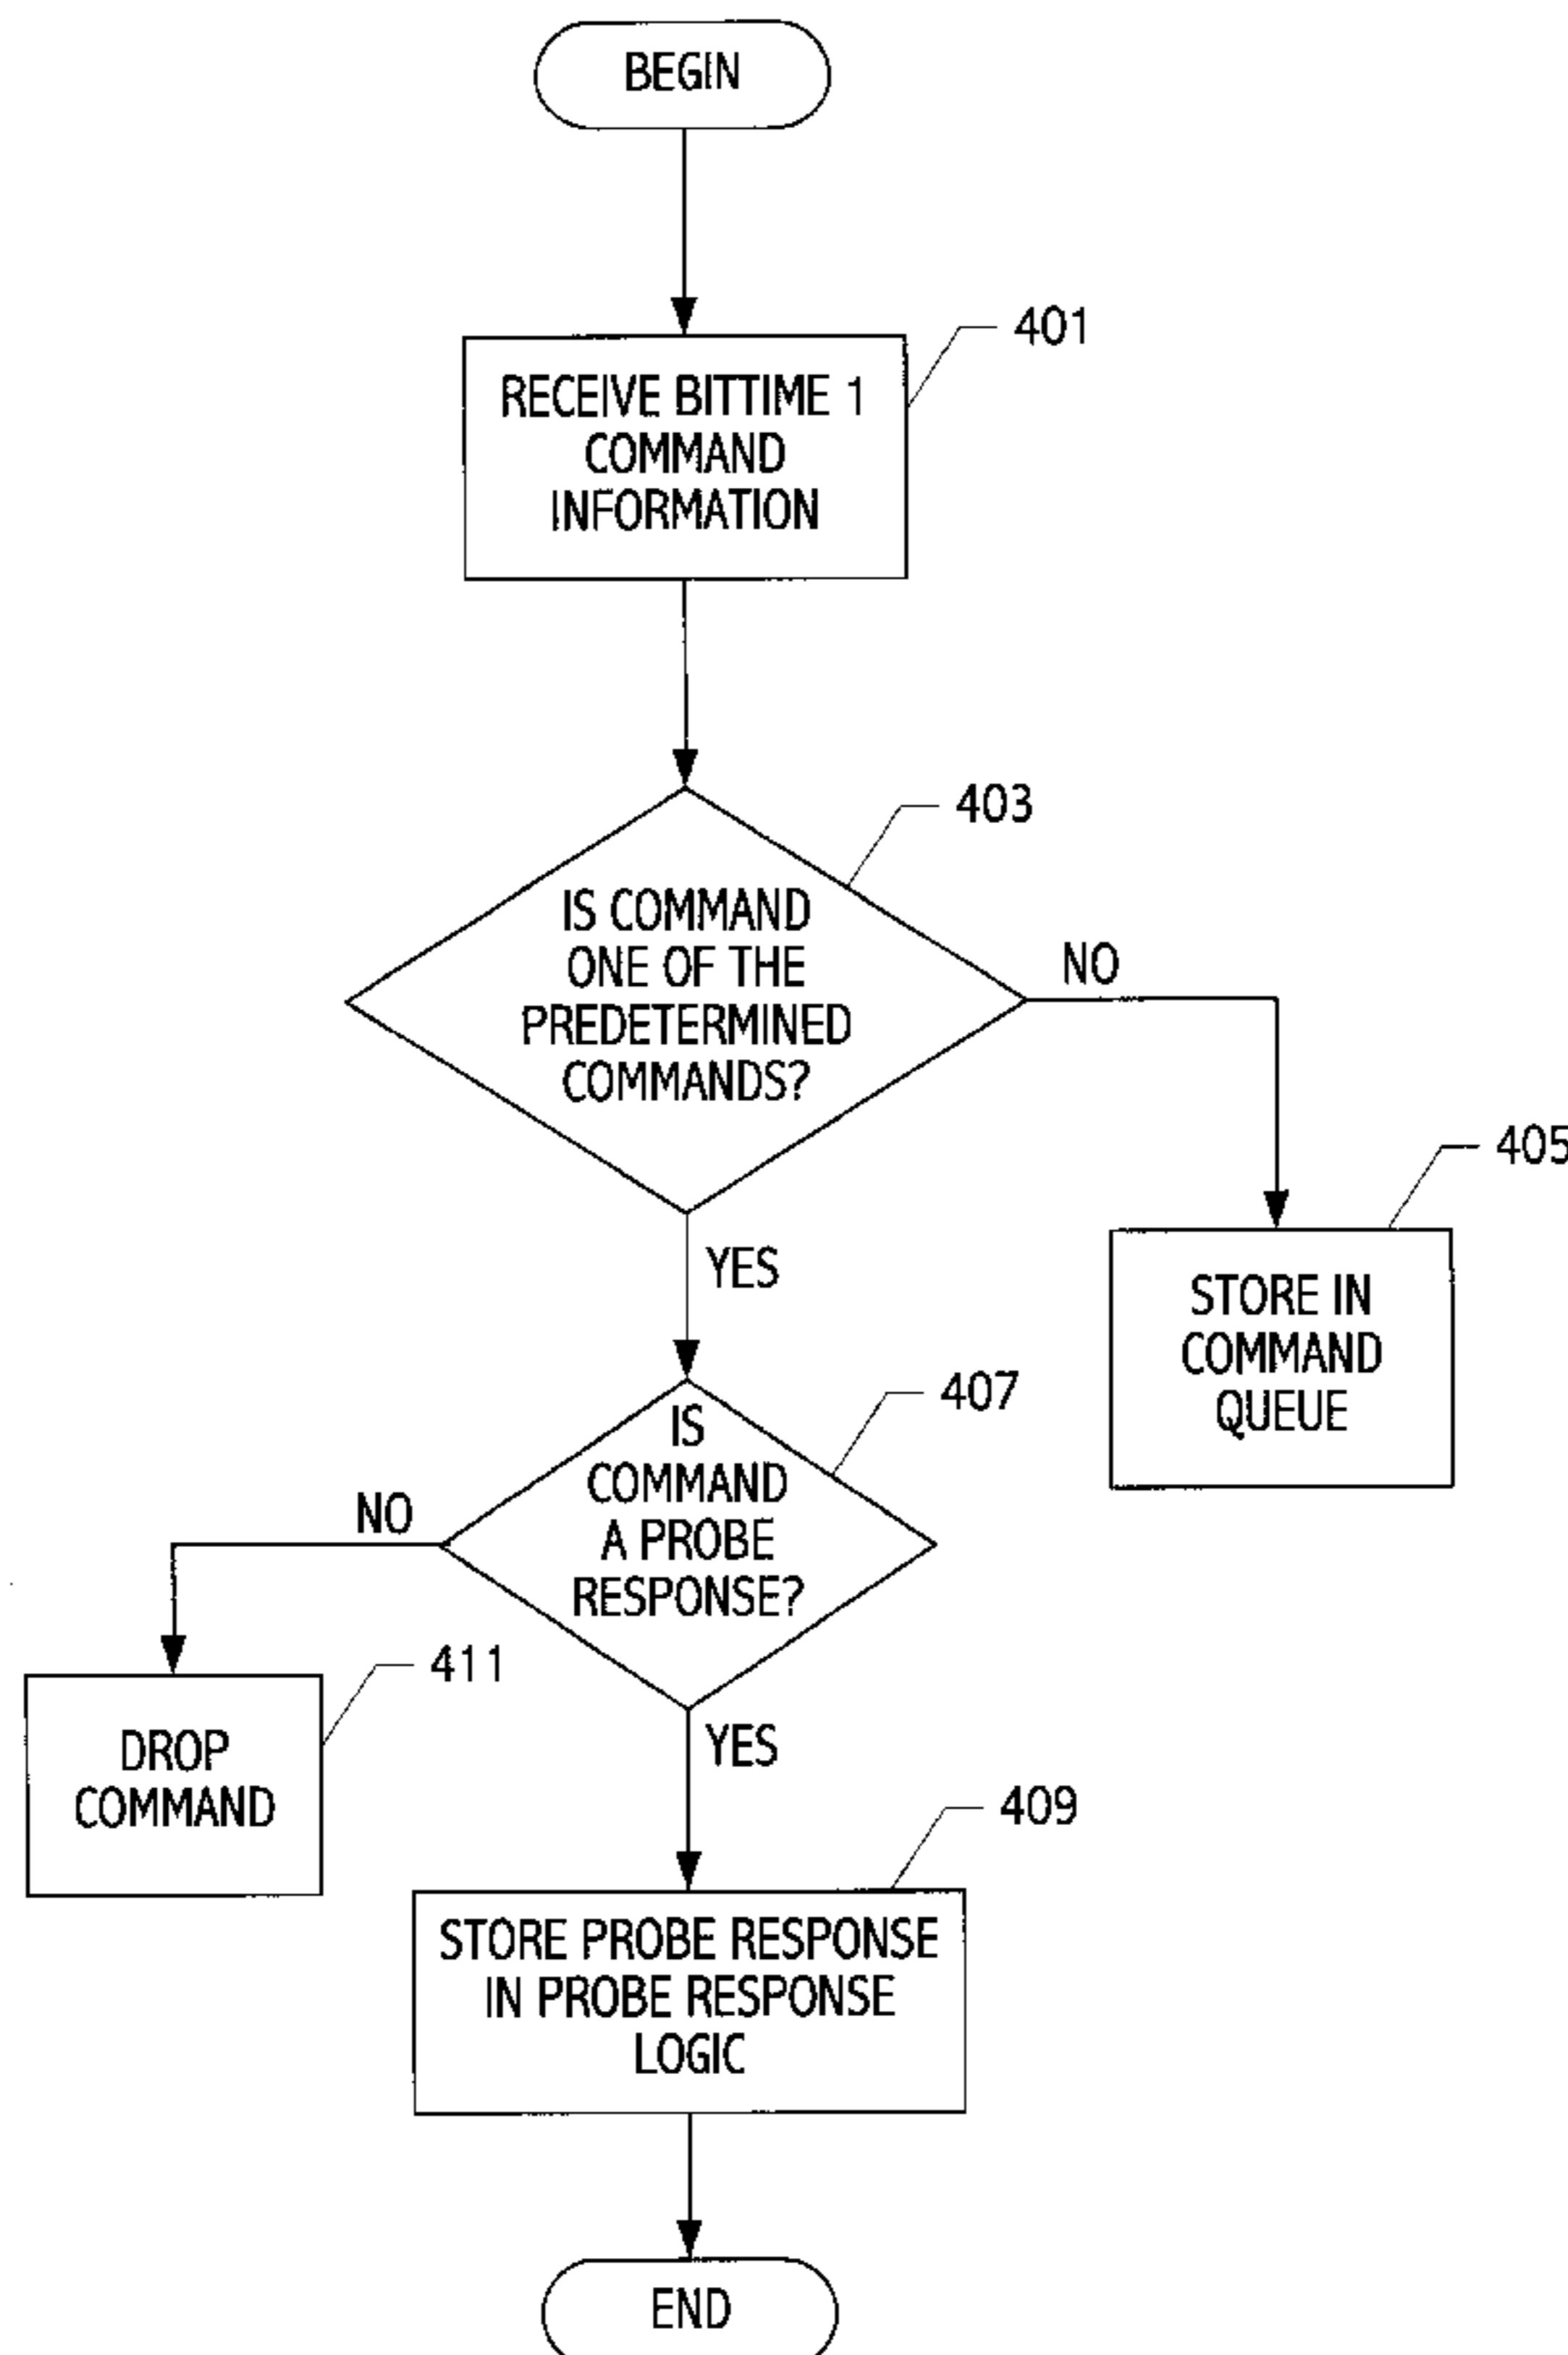 BEGIN
401
RECEIVE BITTIME 1
COMMAND
INFORMATION
403
IS COMMAND
ONE OF THE
PREDETERMINED
COMMANDS?
NO
405
YES
STORE IN
COMMAND
QUEUE
407
IS
COMMAND
A PROBE
RESPONSE?
NO
411
DROP
COMMAND
YES
409
STORE PROBE RESPONSE
IN PROBE RESPONSE
LOGIC
END